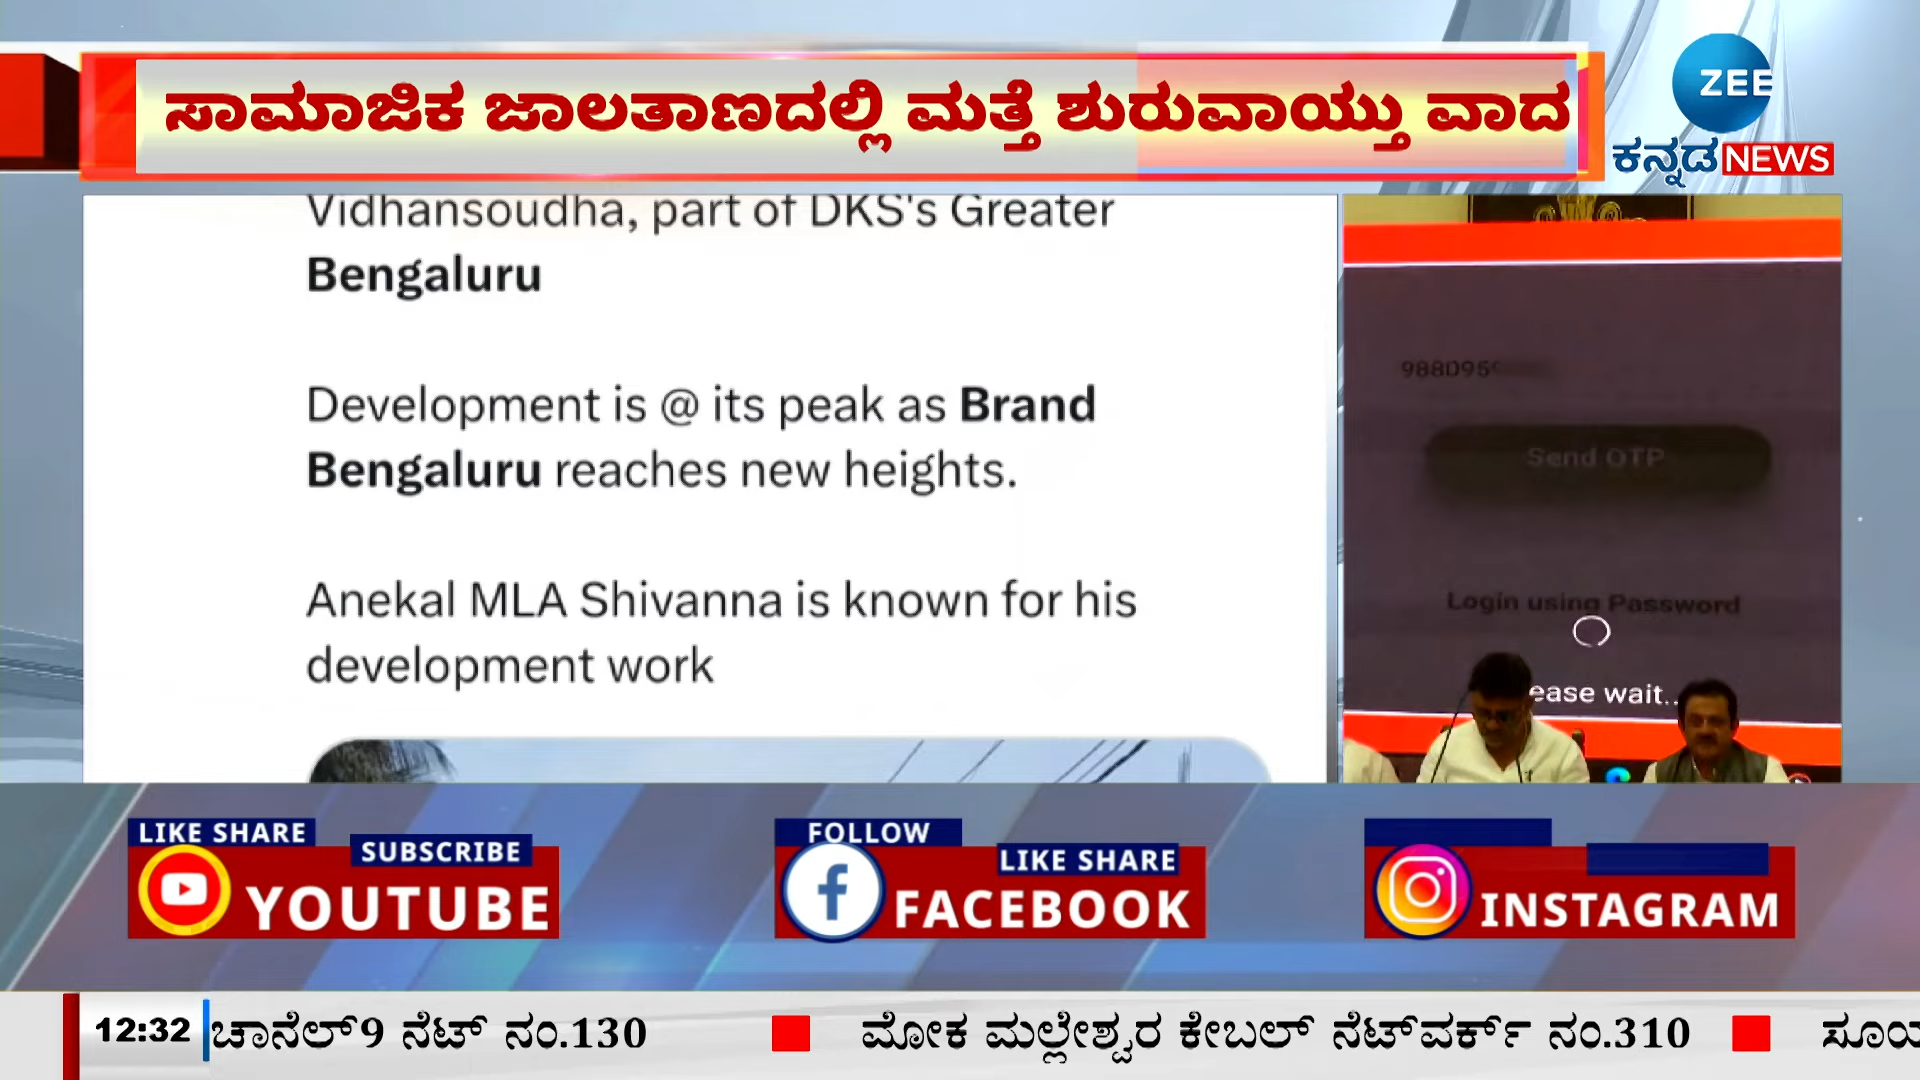 ಸಾಮಾಜಿಕ ಜಾಲತಾಣದಲ್ಲಿ ಮತ್ತೆ ಶುರುವಾಯ್ತು ವಾದ
ZEE
ಕನ್ನಡ NEWS
Vidhansoudha, part of DKS's Greater
Bengaluru
Development is @ its peak as Brand
Bengaluru reaches new heights.
Anekal MLA Shivanna is known for his
development work
988095
Send OTP
Login using Password
ease wait..
LIKE SHARE
SUBSCRIBE
YOUTUBE
FOLLOW
LIKE SHARE
FACEBOOK
INSTAGRAM
12:32
ಚಾನೆಲ್9 ನೆಟ್ ನಂ.130
ಮೋಕ ಮಲ್ಲೇಶ್ವರ ಕೇಬಲ್ ನೆಟ್‌ವರ್ಕ್ ನಂ.310